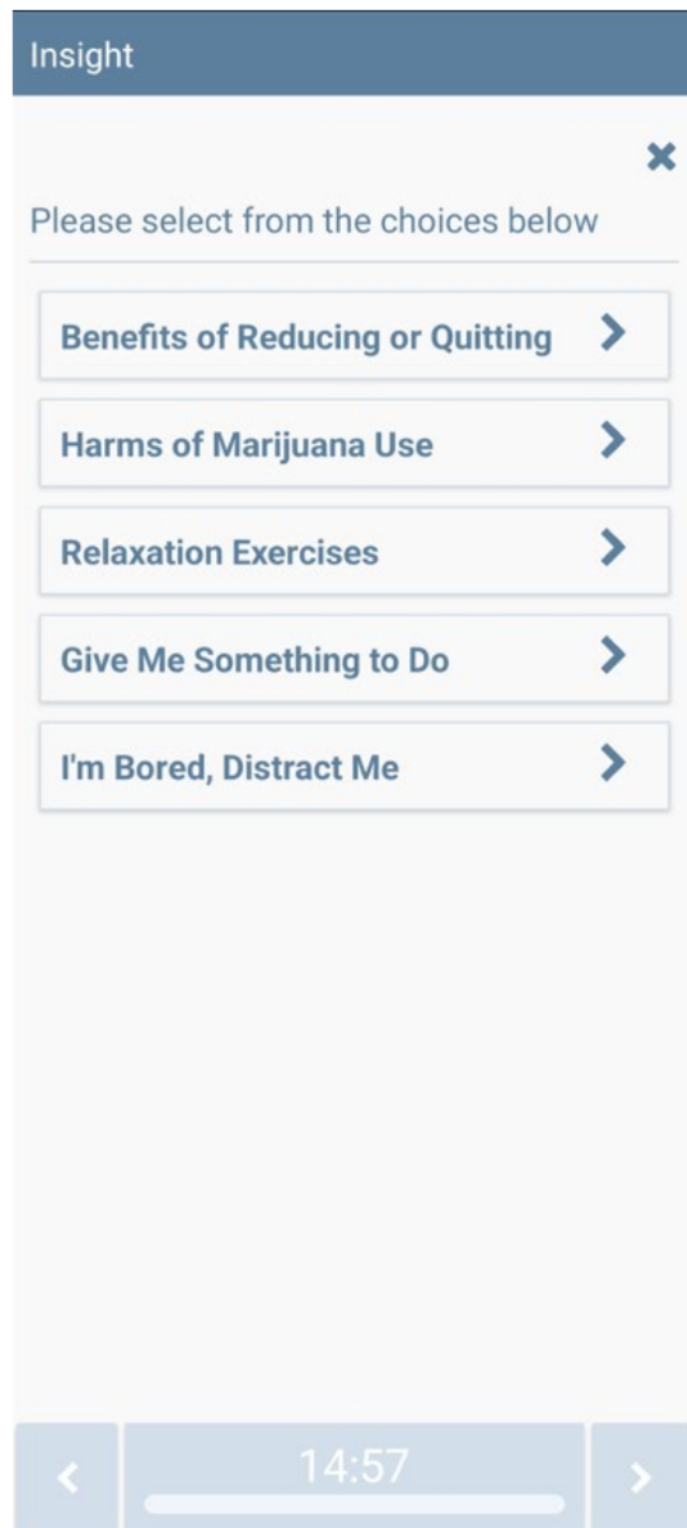 Insight
Please select from the choices below
Benefits of Reducing or Quitting
Harms of Marijuana Use
Relaxation Exercises
Give Me Something to Do
I'm Bored, Distract Me
14:57